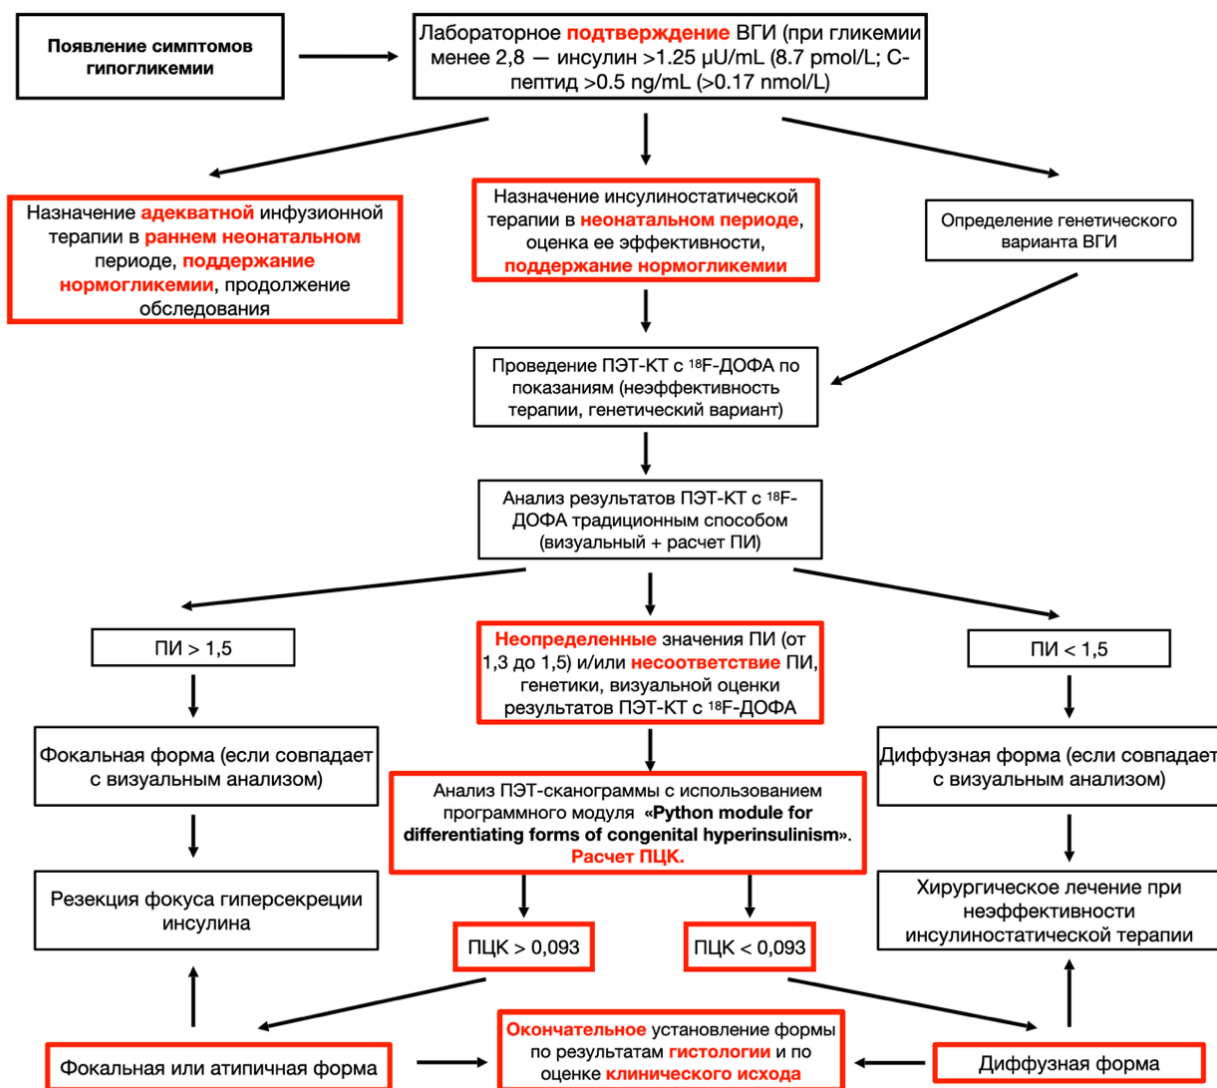 Появление симптомов
гипогликемии
Лабораторное подтверждение ВГИ (при гликемии
менее 2,8 — инсулин >1.25 µU/mL (8.7 pmol/L; С-
пептид >0.5 ng/mL (>0.17 nmol/L)
Назначение адекватной инфузионной
терапии в раннем неонатальном
периоде, поддержание
нормогликемии, продолжение
обследования
Назначение инсулиностатической
терапии в неонатальном периоде,
оценка ее эффективности,
поддержание нормогликемии
Определение генетического
варианта ВГИ
Проведение ПЭТ-КТ с ¹⁸F-ДОФА по
показаниям (неэффективность
терапии, генетический вариант)
Анализ результатов ПЭТ-КТ с ¹⁸F-
ДОФА традиционным способом
(визуальный + расчет ПИ)
ПИ > 1,5
Неопределенные значения ПИ (от
1,3 до 1,5) и/или несоответствие ПИ,
генетики, визуальной оценки
результатов ПЭТ-КТ с ¹⁸F-ДОФА
ПИ < 1,5
Фокальная форма (если совпадает
с визуальным анализом)
Анализ ПЭТ-сканограммы с использованием
программного модуля «Python module for
differentiating forms of congenital hyperinsulinism».
Расчет ПЦК.
Диффузная форма (если совпадает
с визуальным анализом)
Резекция фокуса гиперсекреции
инсулина
ПЦК > 0,093
ПЦК < 0,093
Хирургическое лечение при
неэффективности
инсулиностатической терапии
Фокальная или атипичная форма
Окончательное установление формы
по результатам гистологии и по
оценке клинического исхода
Диффузная форма